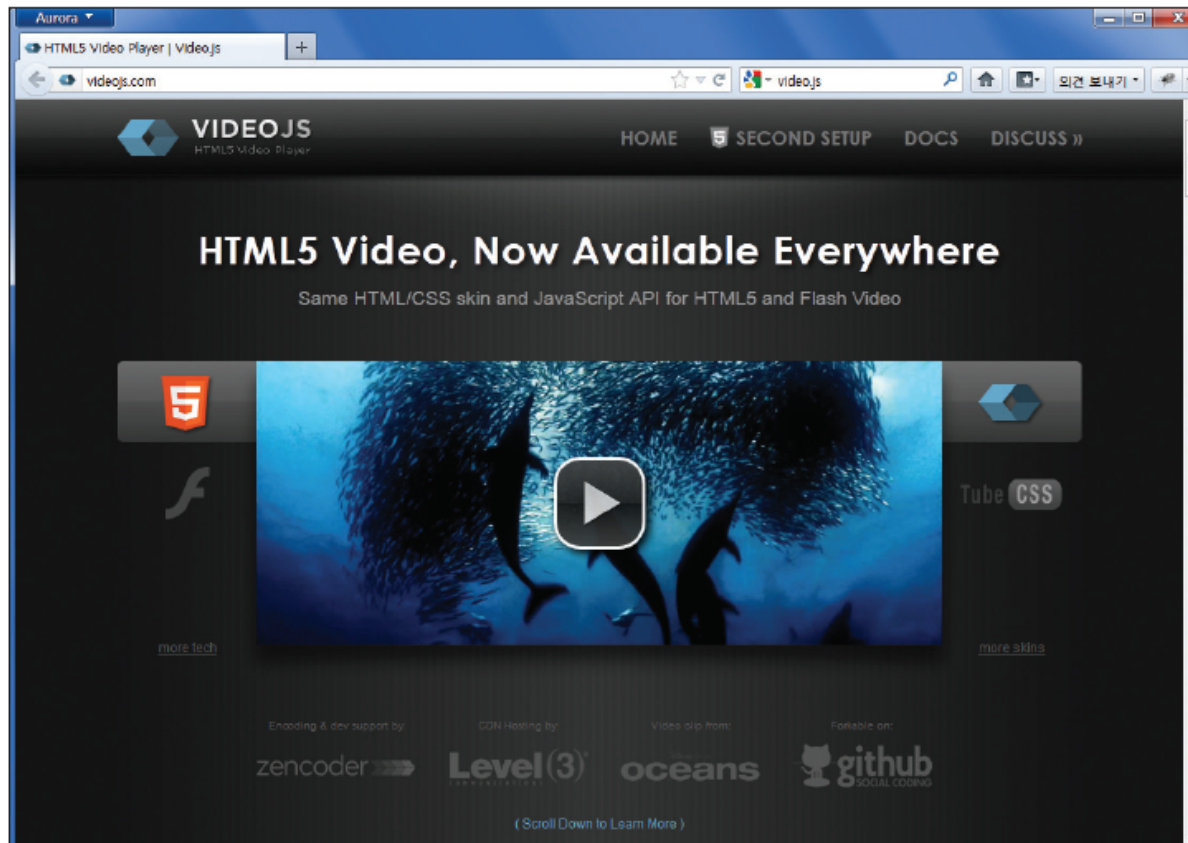 Aurora
HTML5 Video Player | Video.js
+
videojs.com
video.js
의견 보내기
VIDEOJS
HTML5 Video Player
HOME
5 SECOND SETUP
DOCS
DISCUSS »
HTML5 Video, Now Available Everywhere
Same HTML/CSS skin and JavaScript API for HTML5 and Flash Video
5
Tube CSS
more tech
more skins
Encoding & dev support by:
CDN Hosting by:
Video clip from:
Forkable on:
zencoder
Level(3)
COMMUNICATIONS
oceans
github
SOCIAL CODING
( Scroll Down to Learn More )